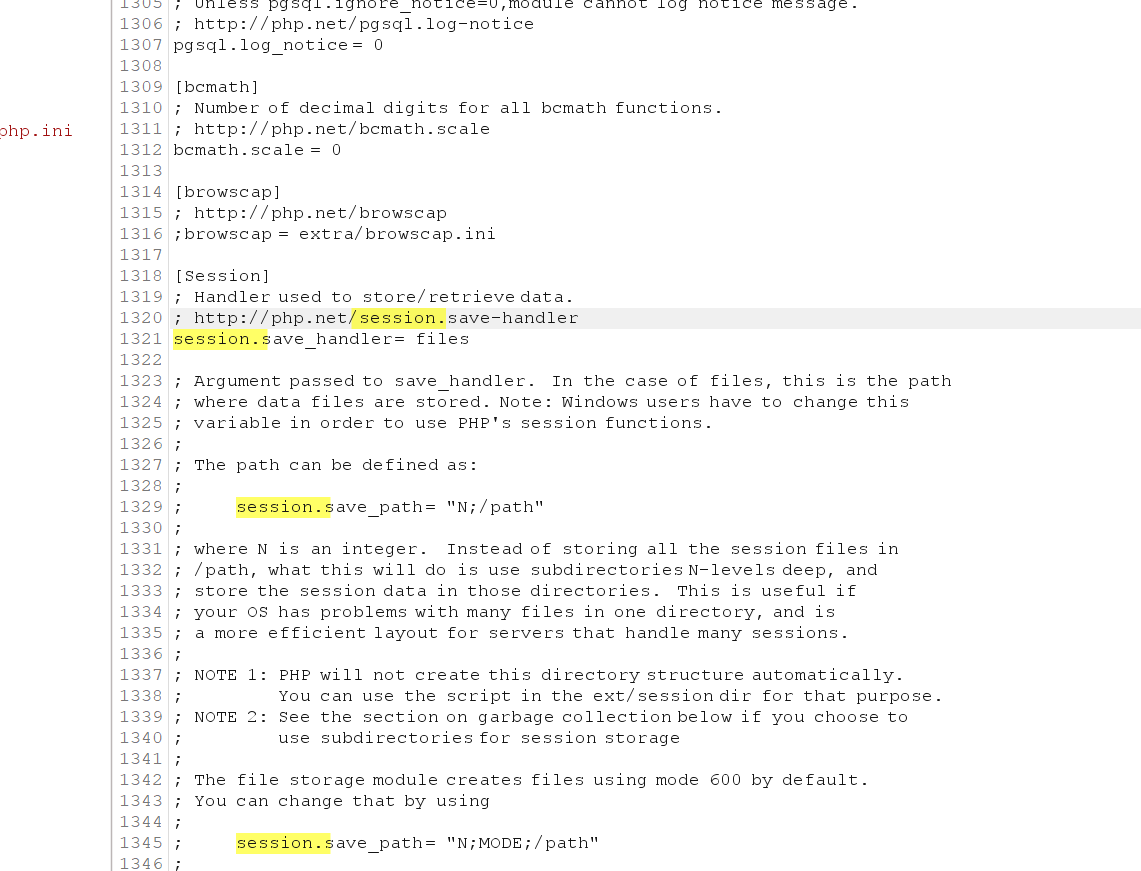 1305 ; Unless pgsql.ignore_notice=0,module cannot log notice message.
1306 ; http://php.net/pgsql.log-notice
1307 pgsql.log_notice = 0
1308
1309 [bcmath]
1310 ; Number of decimal digits for all bcmath functions.
php.ini
1311 ; http://php.net/bcmath.scale
1312 bcmath.scale = 0
1313
1314 [browscap]
1315 ; http://php.net/browscap
1316 ;browscap = extra/browscap.ini
1317
1318 [Session]
1319 ; Handler used to store/retrieve data.
1320 ; http://php.net/session.save-handler
1321 session.save_handler= files
1322
1323 ; Argument passed to save_handler.  In the case of files, this is the path
1324 ; where data files are stored. Note: Windows users have to change this
1325 ; variable in order to use PHP's session functions.
1326 ;
1327 ; The path can be defined as:
1328 ;
1329 ;     session.save_path= "N;/path"
1330 ;
1331 ; where N is an integer.  Instead of storing all the session files in
1332 ; /path, what this will do is use subdirectories N-levels deep, and
1333 ; store the session data in those directories.  This is useful if
1334 ; your OS has problems with many files in one directory, and is
1335 ; a more efficient layout for servers that handle many sessions.
1336 ;
1337 ; NOTE 1: PHP will not create this directory structure automatically.
1338 ;         You can use the script in the ext/session dir for that purpose.
1339 ; NOTE 2: See the section on garbage collection below if you choose to
1340 ;         use subdirectories for session storage
1341 ;
1342 ; The file storage module creates files using mode 600 by default.
1343 ; You can change that by using
1344 ;
1345 ;     session.save_path= "N;MODE;/path"
1346 ;